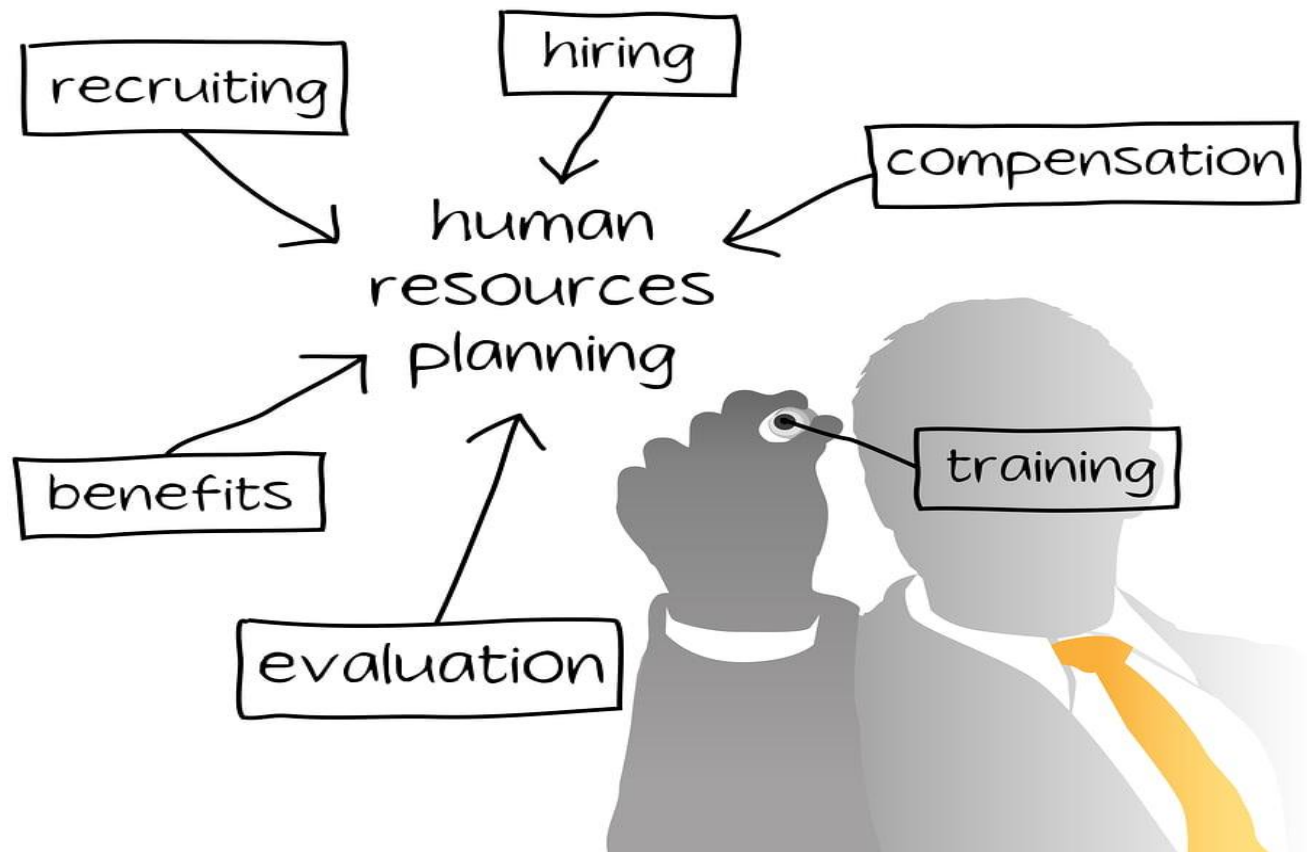 recruiting
hiring
compensation
human
resources
planning
benefits
training
evaluation